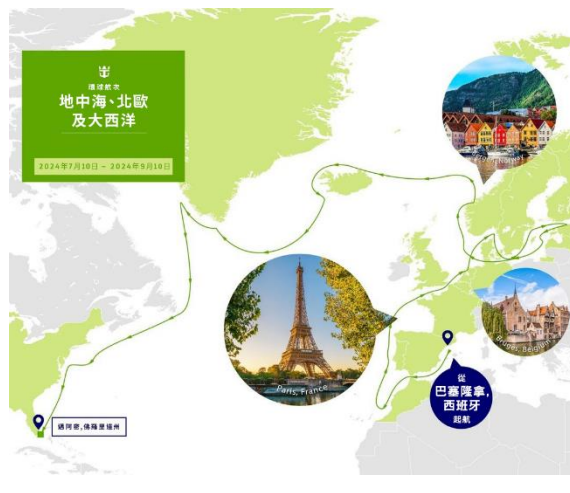 環球航次
地中海、北歐
及大西洋
2024年7月10日 ~ 2024年9月10日
Bergen, Norway
Paris, France
Bruges, Belgium
從
巴塞隆拿,
西班牙
起航
邁阿密,佛羅里達州